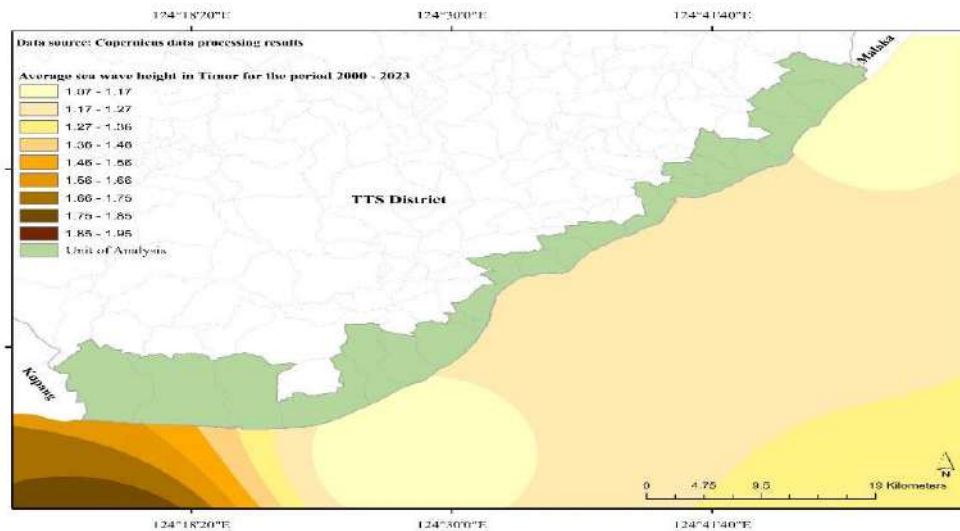 124°18'20"E 124°30'0"E 124°41'40"E
Data source: Copernicus data processing results
Average sea wave height in Timor for the period 2000 - 2023
1.07 - 1.17
1.17 - 1.27
1.27 - 1.36
1.36 - 1.46
1.46 - 1.56
1.56 - 1.66
1.66 - 1.75
1.75 - 1.85
1.85 - 1.95
Unit of Analysis
Malaka
TTS District
Kupang
N
0 4.75 9.5 19 Kilometers
124°18'20"E 124°30'0"E 124°41'40"E